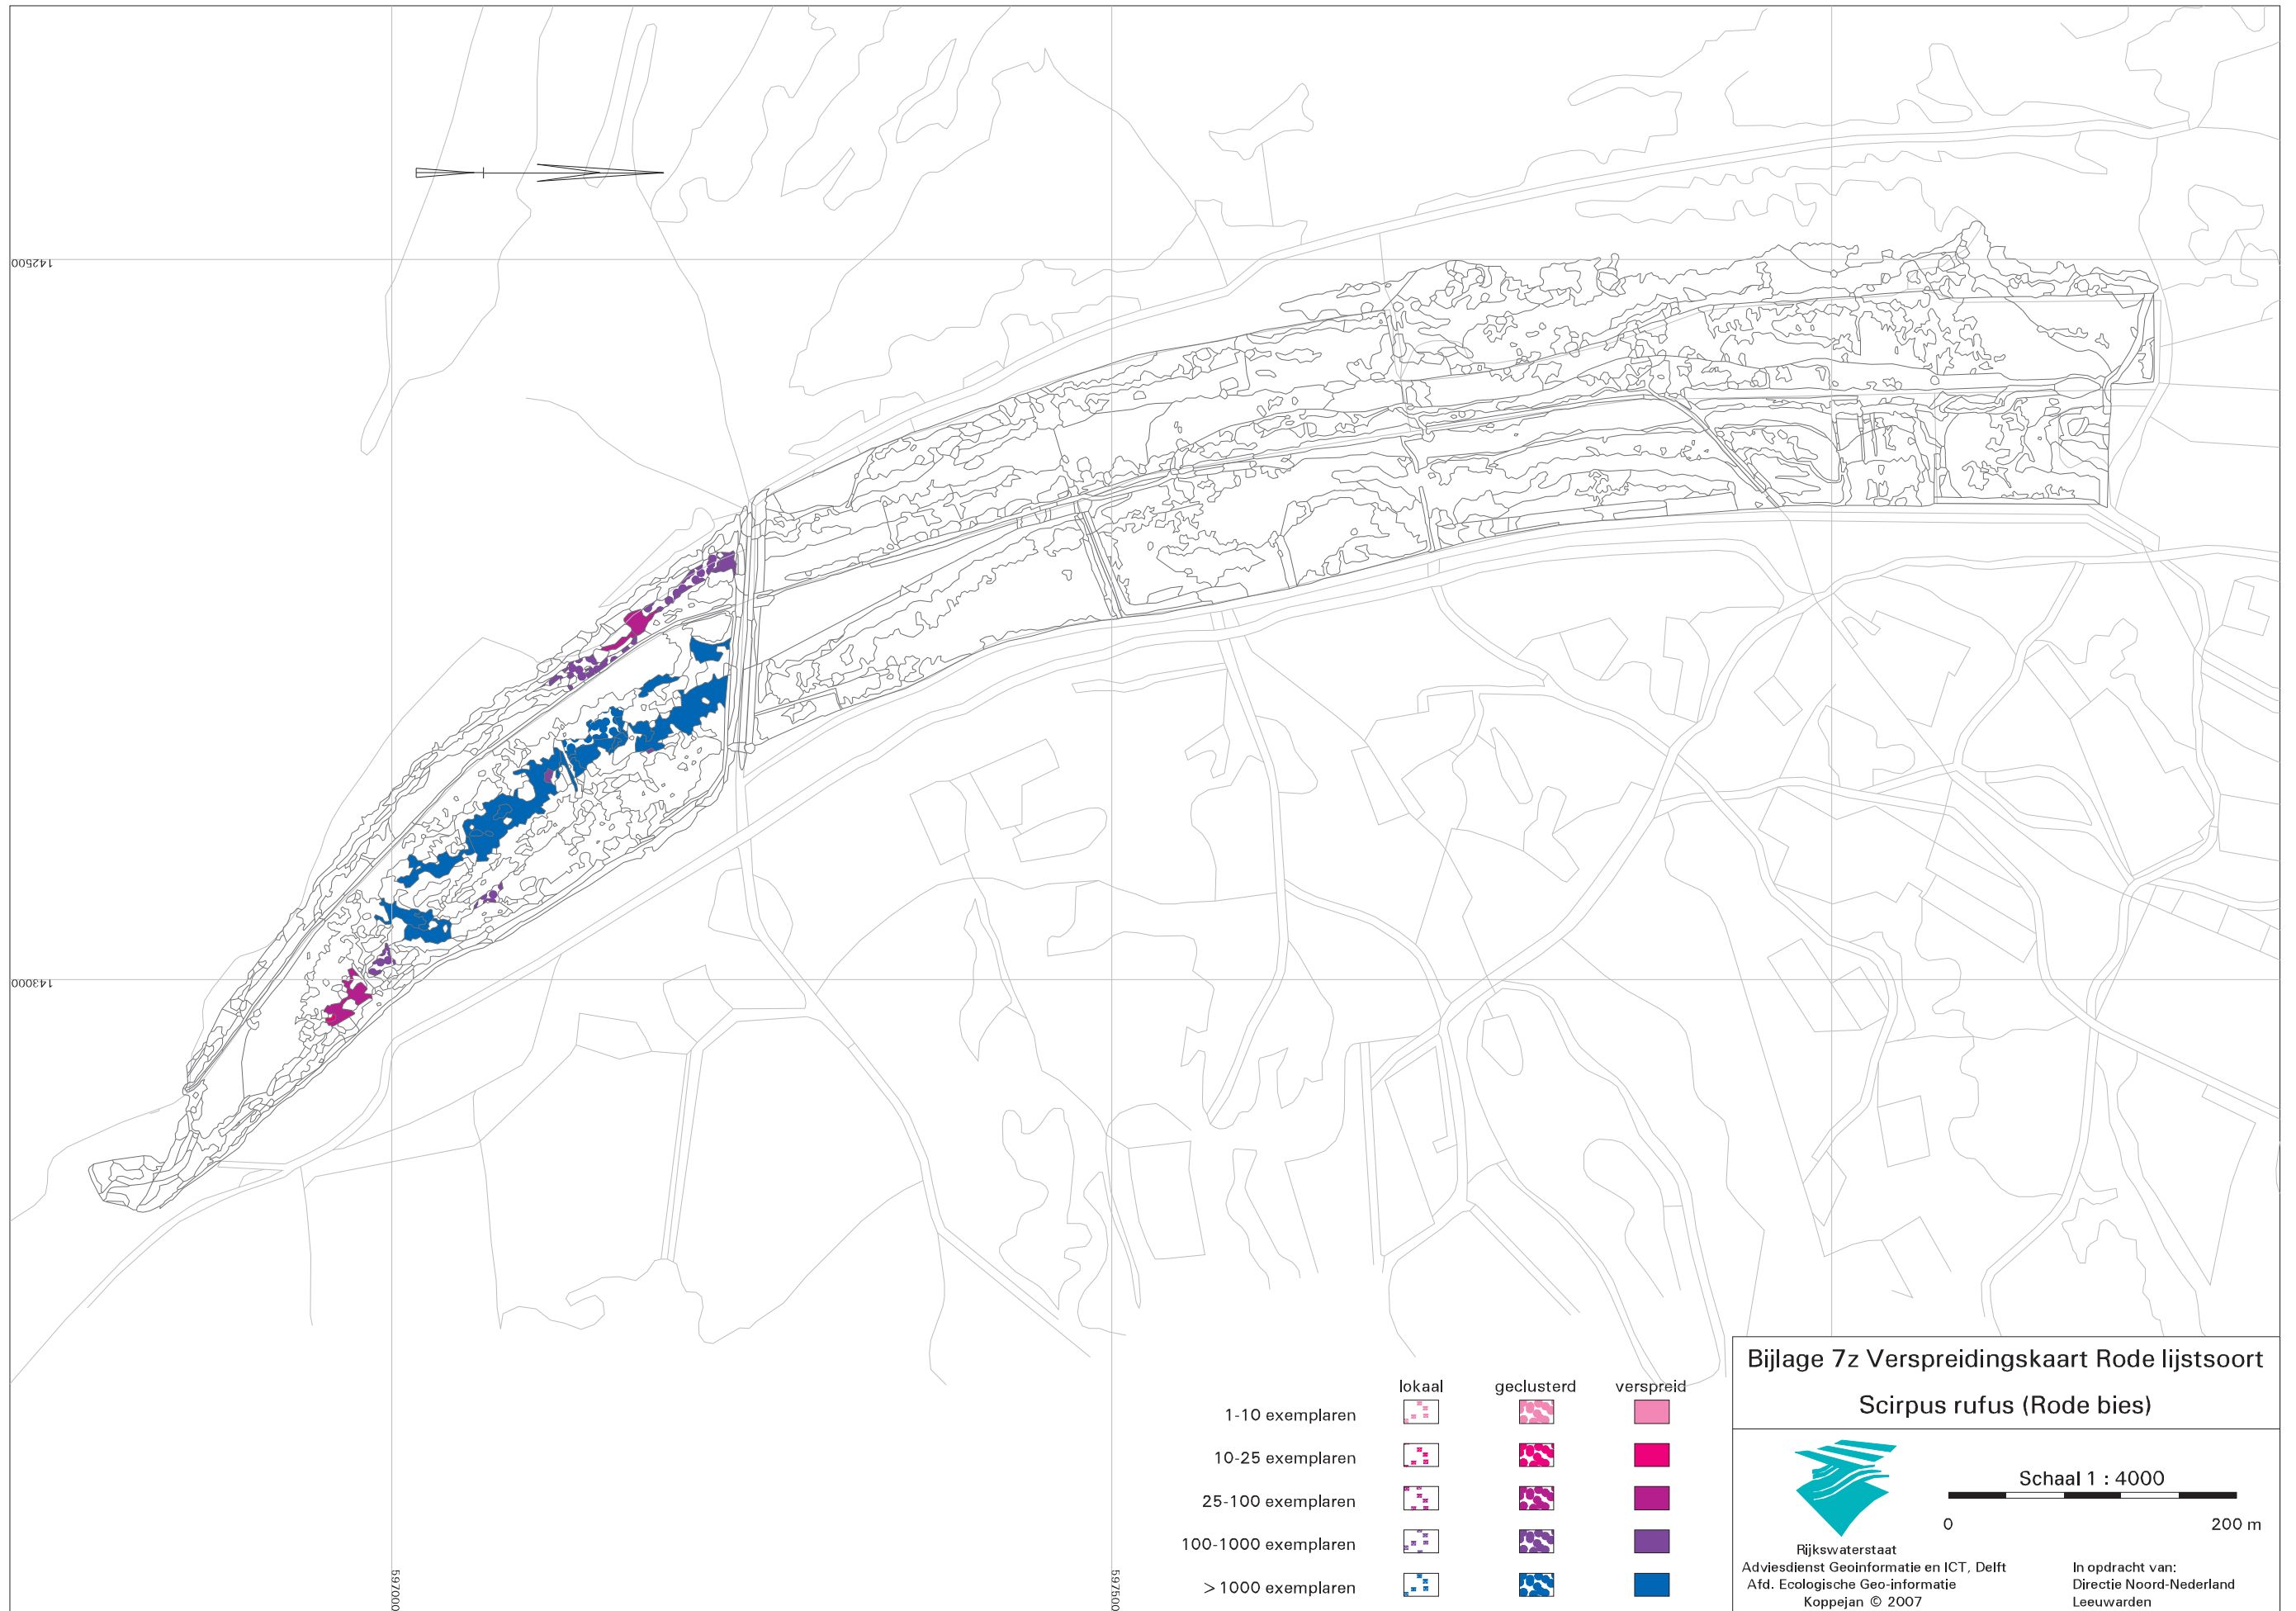 142500
143000
597000
597500
lokaal geclusterd verspreid
1-10 exemplaren
10-25 exemplaren
25-100 exemplaren
100-1000 exemplaren
> 1000 exemplaren
Bijlage 7z Verspreidingskaart Rode lijstsoort
Scirpus rufus (Rode bies)
Schaal 1 : 4000
0 200 m
Rijkswaterstaat
Adviesdienst Geoinformatie en ICT, Delft
Afd. Ecologische Geo-informatie
Koppejan © 2007
In opdracht van:
Directie Noord-Nederland
Leeuwarden